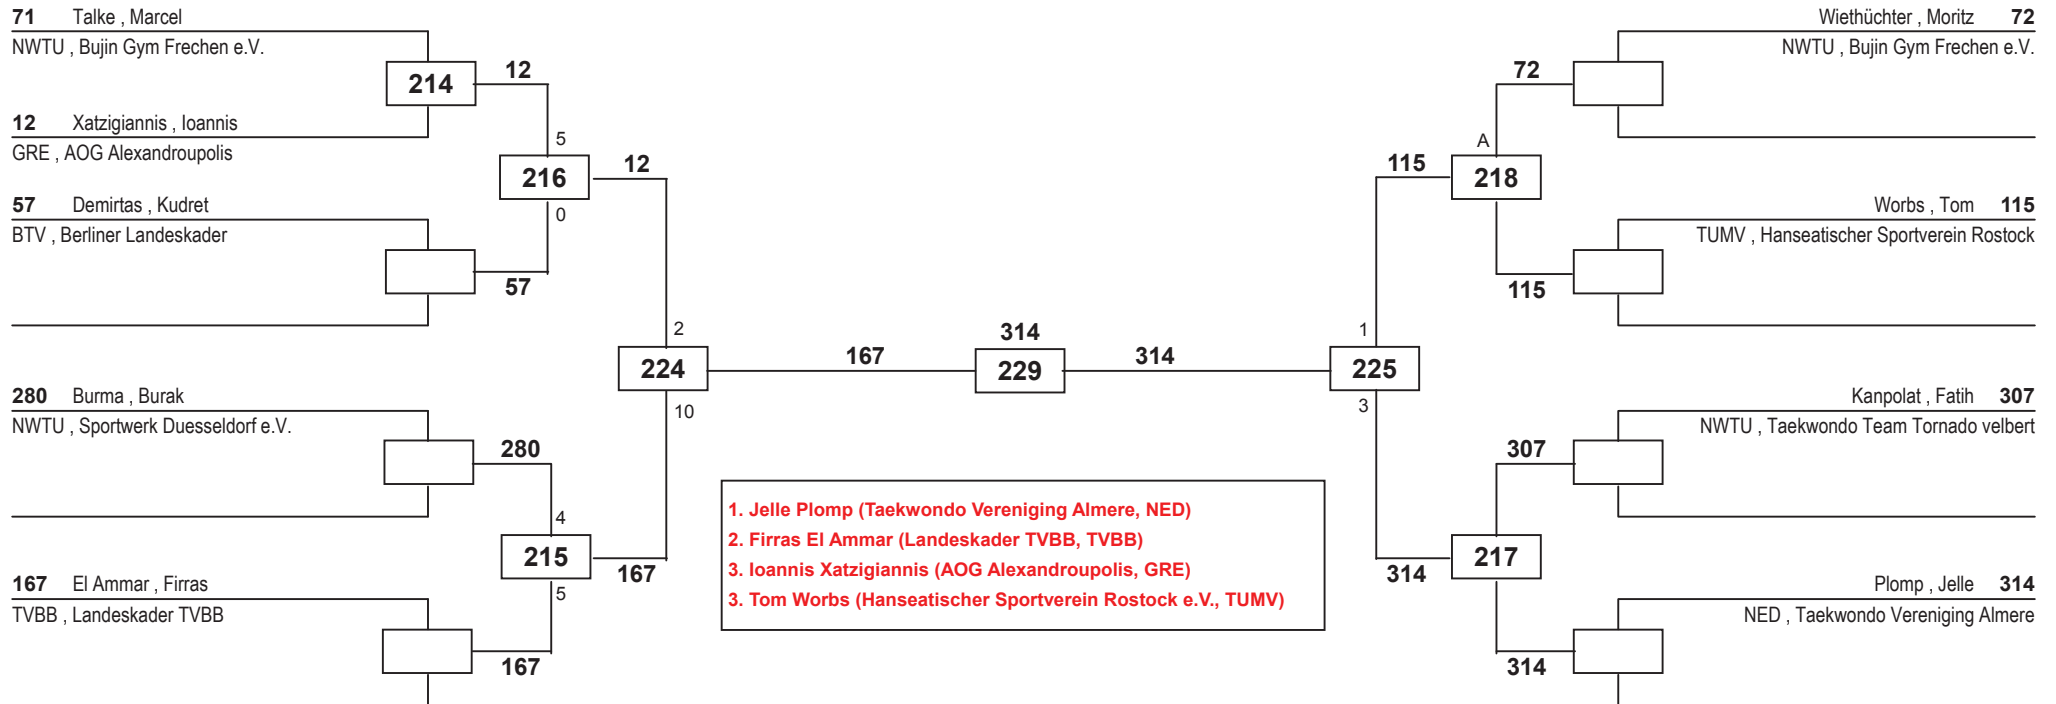 71 Talke , Marcel
NWTU , Bujin Gym Frechen e.V.
214
12
12 Xatzigiannis , Ioannis
GRE , AOG Alexandroupolis
5
216
12
0
57 Demirtas , Kudret
BTV , Berliner Landeskader
57
2
224
167
10
280 Burma , Burak
NWTU , Sportwerk Duesseldorf e.V.
280
4
215
167
5
167 El Ammar , Firras
TVBB , Landeskader TVBB
167
314
229
314
1. Jelle Plomp (Taekwondo Vereniging Almere, NED)
2. Firras El Ammar (Landeskader TVBB, TVBB)
3. Ioannis Xatzigiannis (AOG Alexandroupolis, GRE)
3. Tom Worbs (Hanseatischer Sportverein Rostock e.V., TUMV)
Wiethüchter , Moritz 72
NWTU , Bujin Gym Frechen e.V.
72
A
115
218
Worbs , Tom 115
TUMV , Hanseatischer Sportverein Rostock
115
1
225
3
Kanpolat , Fatih 307
NWTU , Taekwondo Team Tornado velbert
307
217
314
Plomp , Jelle 314
NED , Taekwondo Vereniging Almere
314